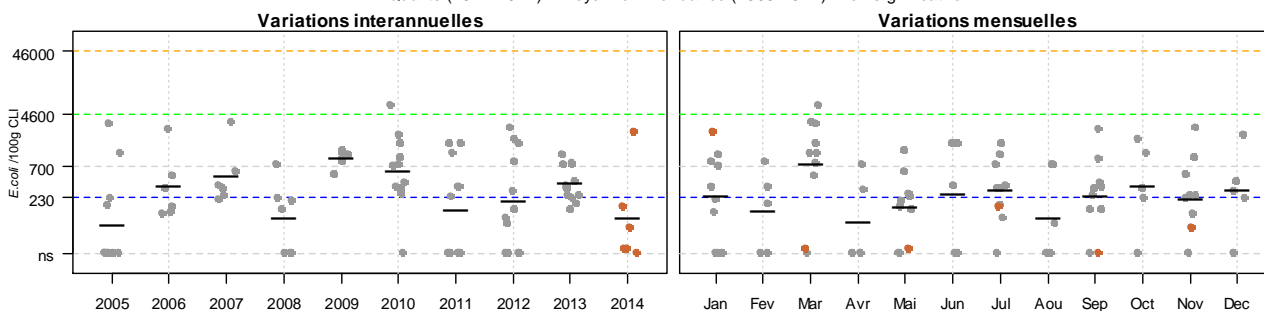 Variations interannuelles Variations mensuelles
E.coli /100g CLI
46000
4600
700
230
ns
2005 2006 2007 2008 2009 2010 2011 2012 2013 2014
Jan Fev Mar Avr Mai Jun Jul Aou Sep Oct Nov Dec